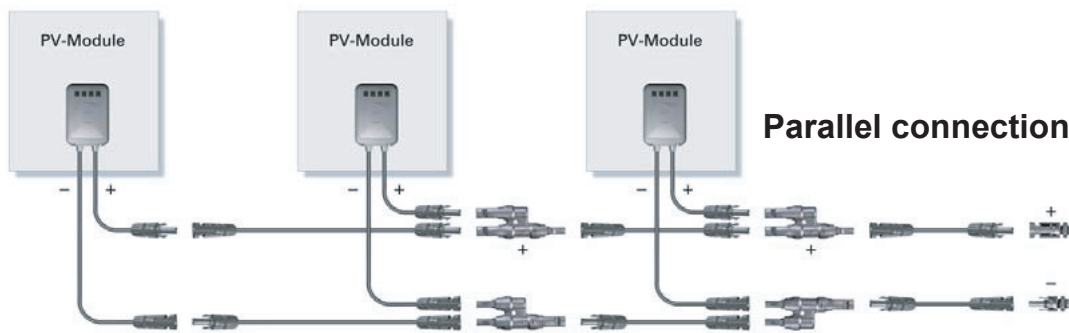 PV-Module
PV-Module
PV-Module
Parallel connection
− +
− +
− +
+
+
+
−